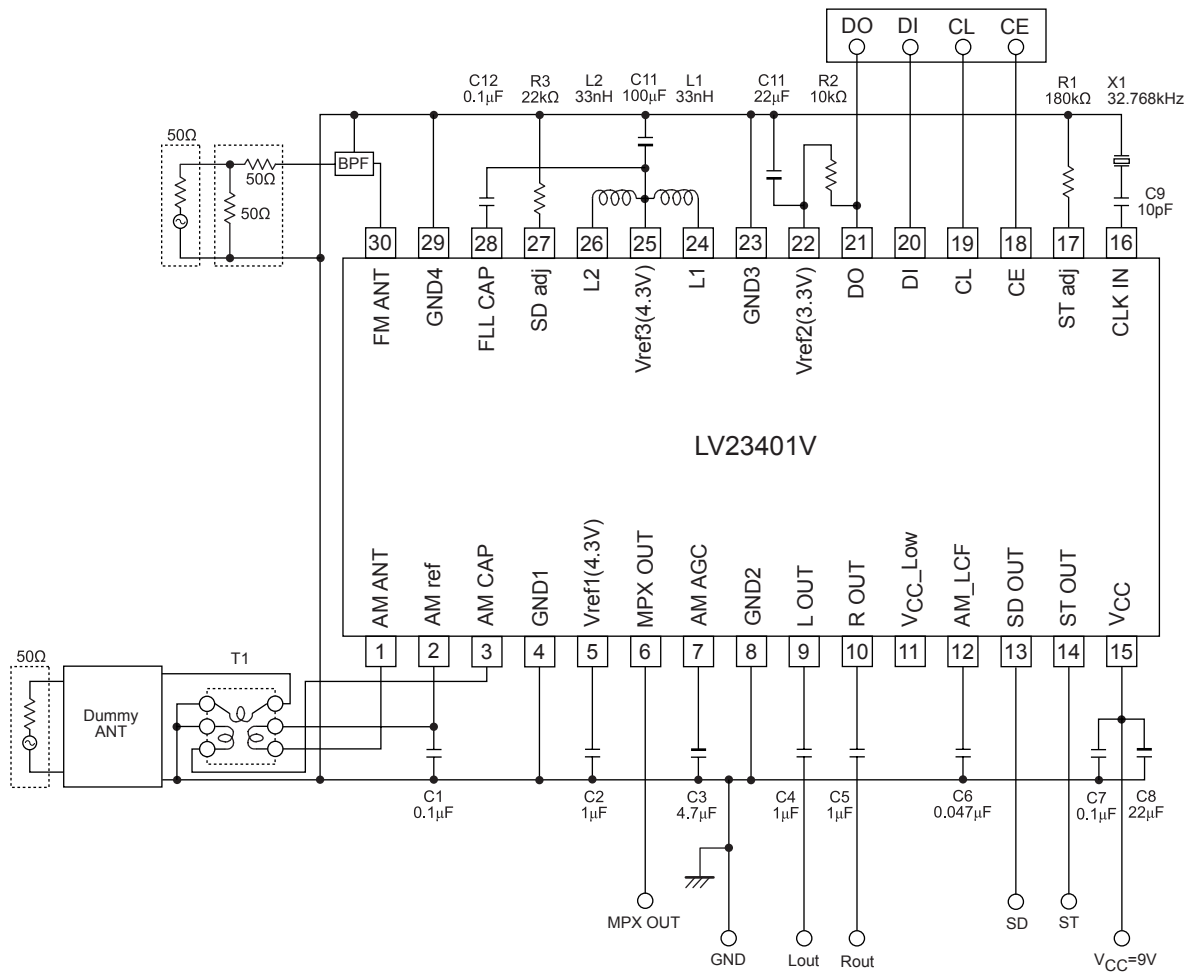 DO DI CL CE
C12 R3 L2 C11 L1 C11 R2 R1 X1
0.1μF 22kΩ 33nH 100μF 33nH 22μF 10kΩ 180kΩ 32.768kHz
50Ω
BPF
50Ω
50Ω
C9
10pF
30 29 28 27 26 25 24 23 22 21 20 19 18 17 16
FM ANT
GND4
FLL CAP
SD adj
L2
Vref3(4.3V)
L1
GND3
Vref2(3.3V)
DO
DI
CL
CE
ST adj
CLK IN
LV23401V
AM ANT
AM ref
AM CAP
GND1
Vref1(4.3V)
MPX OUT
AM AGC
GND2
L OUT
R OUT
VCC_Low
AM_LCF
SD OUT
ST OUT
VCC
1 2 3 4 5 6 7 8 9 10 11 12 13 14 15
50Ω
T1
Dummy
ANT
C1 C2 C3 C4 C5 C6 C7 C8
0.1μF 1μF 4.7μF 1μF 1μF 0.047μF 0.1μF 22μF
MPX OUT
SD ST
GND Lout Rout VCC=9V